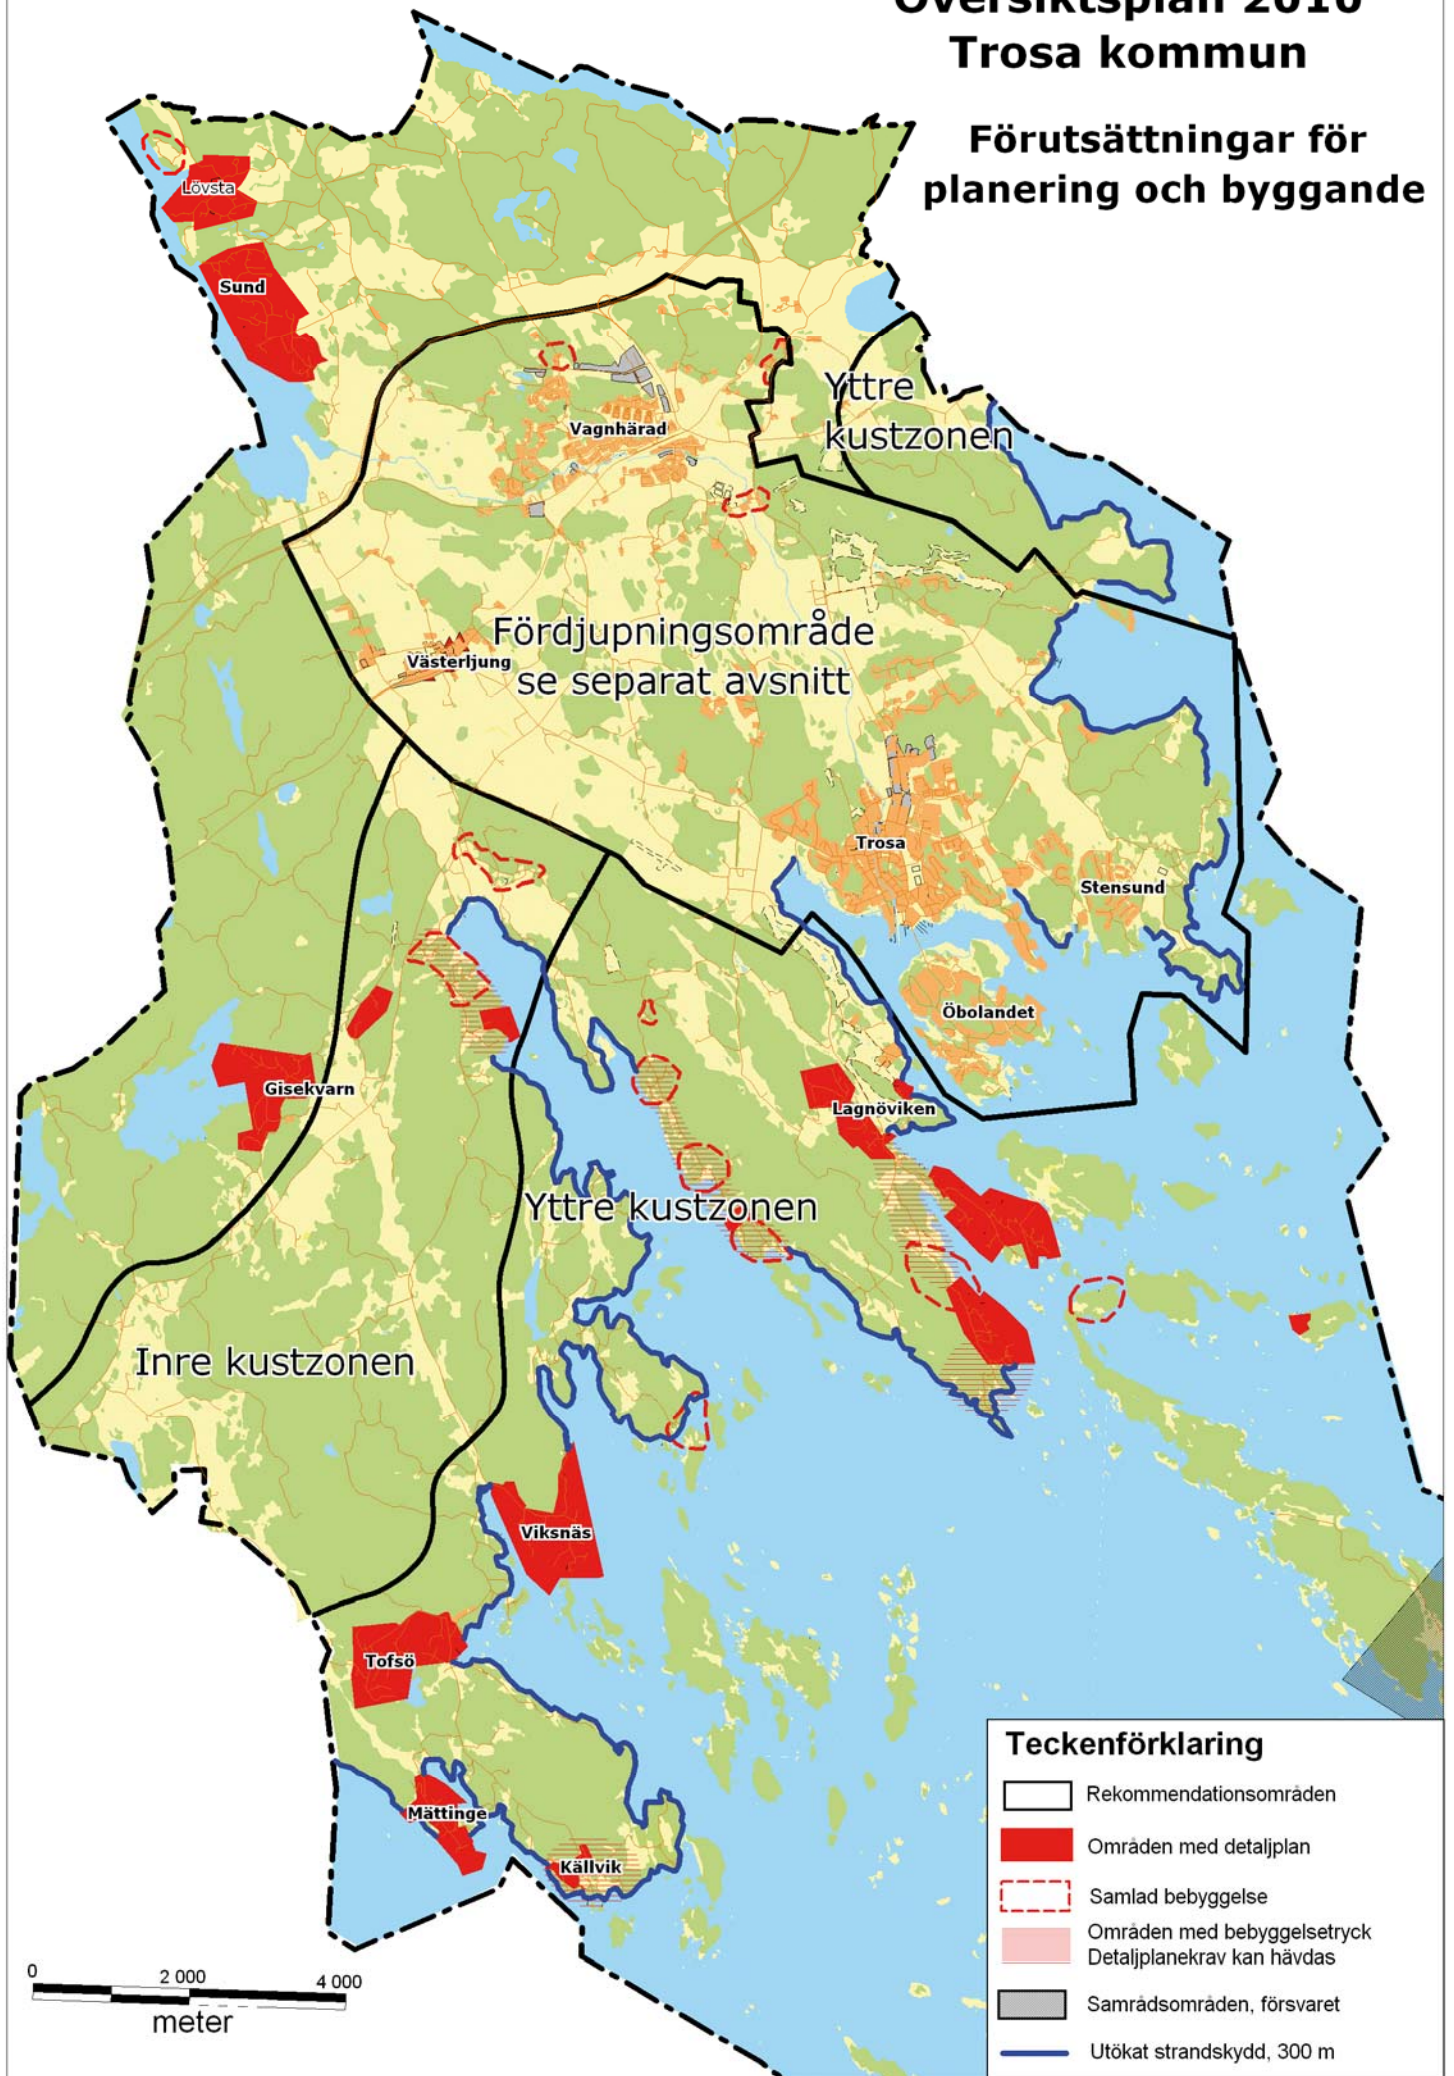 Översiktsplan 2010
Trosa kommun
Förutsättningar för
planering och byggande
Lövsta
Sund
Yttre
kustzonen
Vagnhärad
Fördjupningsområde
se separat avsnitt
Västerljung
Trosa
Stensund
Öbolandet
Gisekvarn
Lagnöviken
Yttre kustzonen
Inre kustzonen
Viksnäs
Tofsö
Mättinge
Källvik
Teckenförklaring
Rekommendationsområden
Områden med detaljplan
Samlad bebyggelse
Områden med bebyggelsetryck
Detaljplanekrav kan hävdas
Samrådsområden, försvaret
Utökat strandskydd, 300 m
0 2 000 4 000
meter